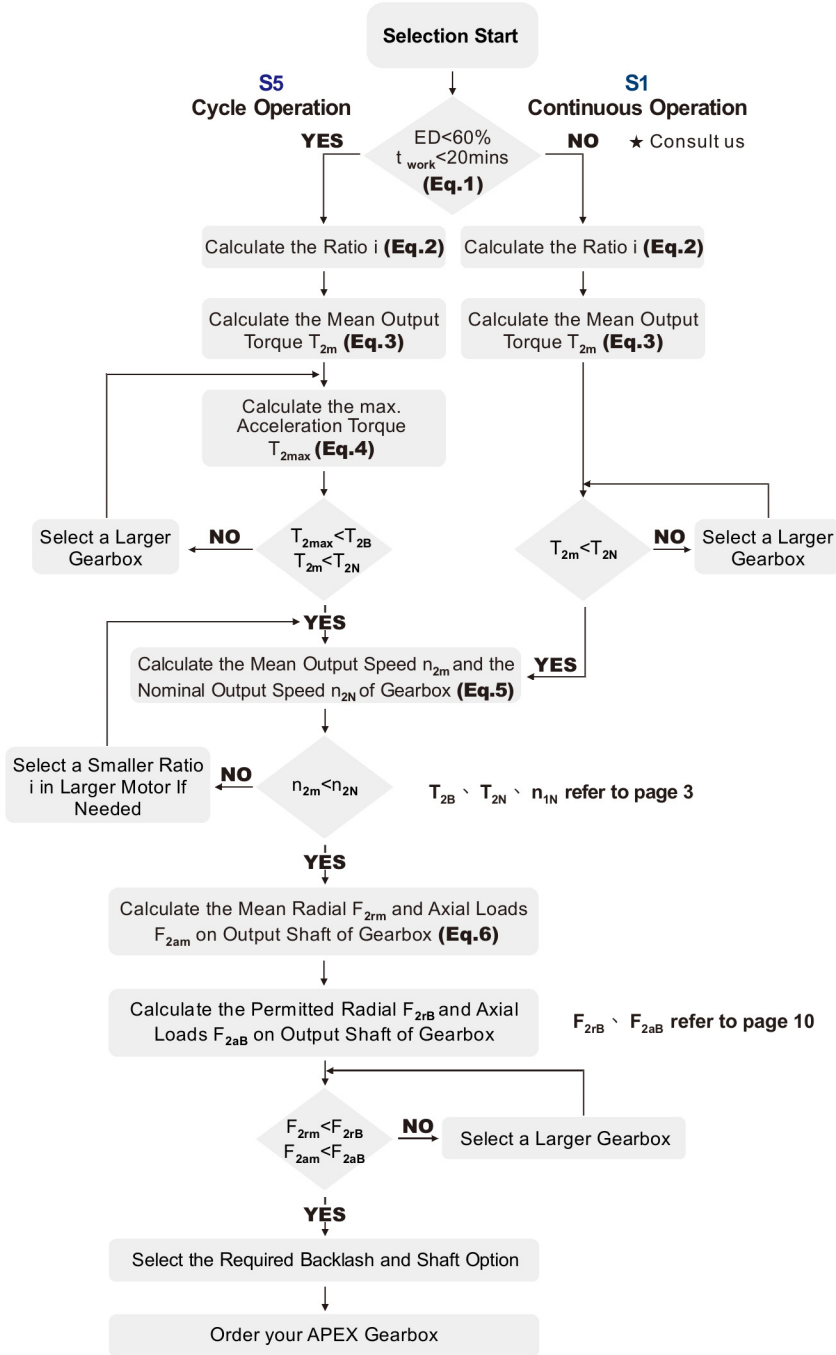 Selection Start
S5
Cycle Operation
S1
Continuous Operation
YES
ED<60%
t work<20mins
(Eq.1)
NO
★ Consult us
Calculate the Ratio i (Eq.2)
Calculate the Ratio i (Eq.2)
Calculate the Mean Output
Torque T2m (Eq.3)
Calculate the Mean Output
Torque T2m (Eq.3)
Calculate the max.
Acceleration Torque
T2max (Eq.4)
Select a Larger
Gearbox
NO
T2max<T2B
T2m<T2N
T2m<T2N
NO
Select a Larger
Gearbox
YES
Calculate the Mean Output Speed n2m and the
Nominal Output Speed n2N of Gearbox (Eq.5)
YES
Select a Smaller Ratio
i in Larger Motor If
Needed
NO
n2m<n2N
T2B、T2N、n1N refer to page 3
YES
Calculate the Mean Radial F2rm and Axial Loads
F2am on Output Shaft of Gearbox (Eq.6)
Calculate the Permitted Radial F2rB and Axial
Loads F2aB on Output Shaft of Gearbox
F2rB、F2aB refer to page 10
F2rm<F2rB
F2am<F2aB
NO
Select a Larger Gearbox
YES
Select the Required Backlash and Shaft Option
Order your APEX Gearbox